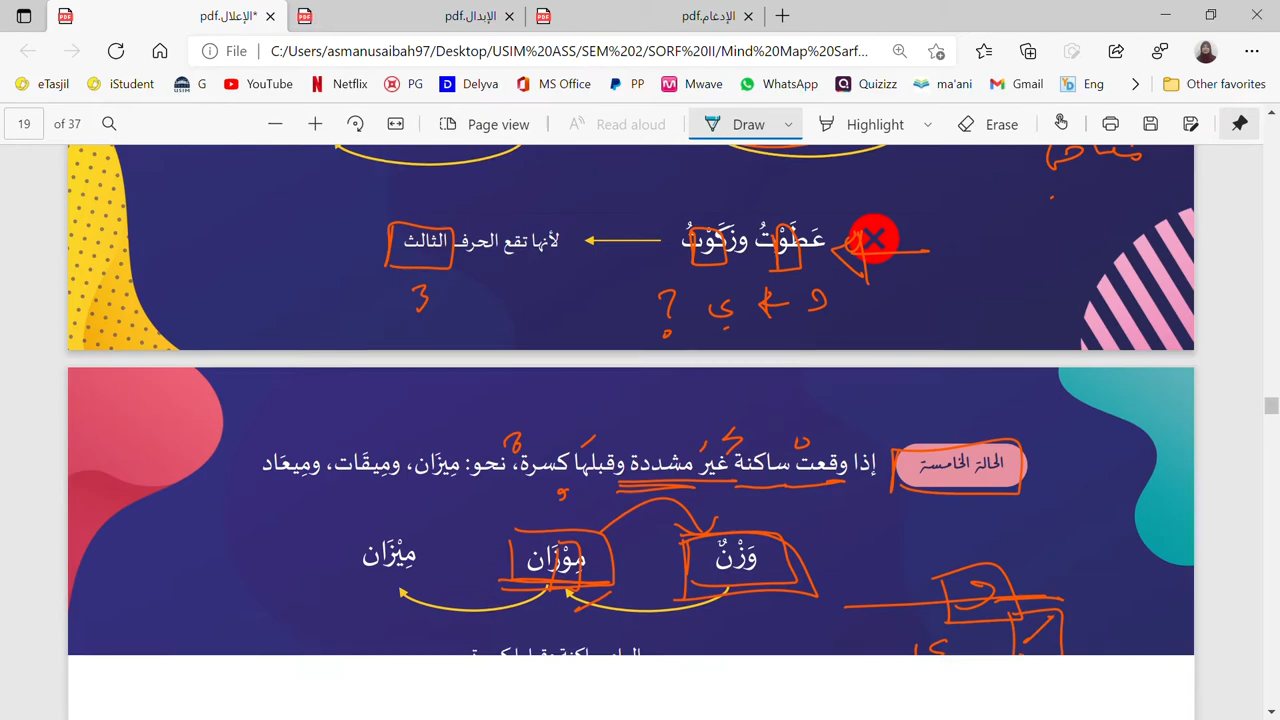 الإعلال.pdf*
الإبدال.pdf
الإدغام.pdf
File C:/Users/asmanusaibah97/Desktop/USIM%20ASS/SEM%202/SORF%20II/Mind%20Map%20Sarf...
eTasjil iStudent G YouTube Netflix PG Delyva MS Office PP Mwave WhatsApp Quizizz ma'ani Gmail Eng Other favorites
19 of 37 Page view Read aloud Draw Highlight Erase
عَطَوْتُ وزَكَوْتُ لأنها تقع الحرف الثالث
3
؟ ي ← و
الحالة الخامسة
إذا وقعت ساكنة غير مشددة وقبلها كسرة، نحو: مِيزَان، ومِيقَات، ومِيعَاد
وَزْنٌ مِوْزَان مِيْزَان